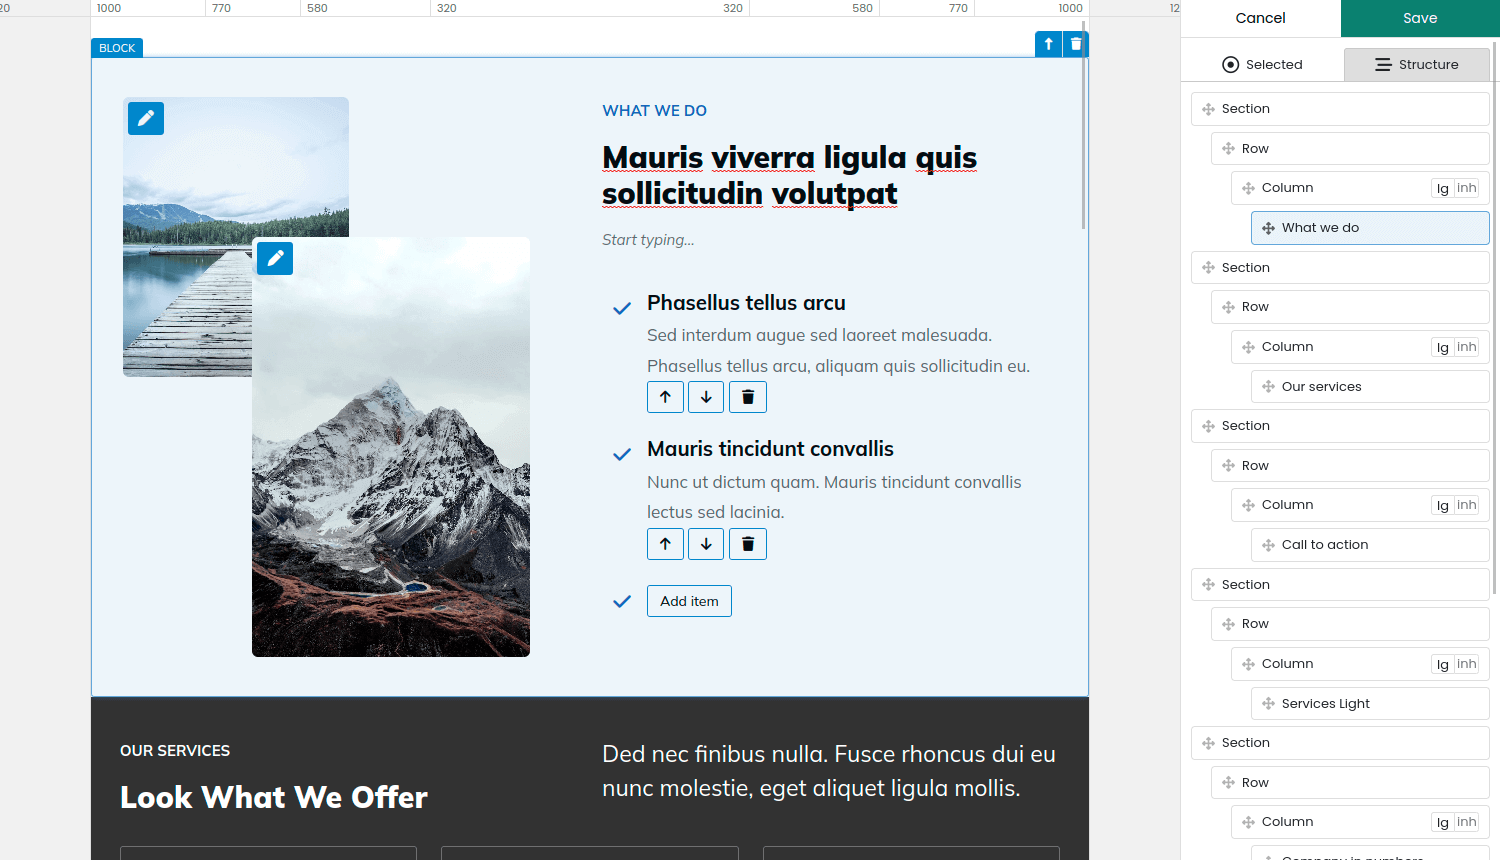 20 1000 770 580 320 320 580 770 1000 12
Cancel
Save
BLOCK
Selected
Structure
WHAT WE DO
Mauris viverra ligula quis
sollicitudin volutpat
Start typing...
Phasellus tellus arcu
Sed interdum augue sed laoreet malesuada.
Phasellus tellus arcu, aliquam quis sollicitudin eu.
Mauris tincidunt convallis
Nunc ut dictum quam. Mauris tincidunt convallis
lectus sed lacinia.
Add item
OUR SERVICES
Look What We Offer
Ded nec finibus nulla. Fusce rhoncus dui eu
nunc molestie, eget aliquet ligula mollis.
Section
Row
Column lg inh
What we do
Section
Row
Column lg inh
Our services
Section
Row
Column lg inh
Call to action
Section
Row
Column lg inh
Services Light
Section
Row
Column lg inh
Company in numbers